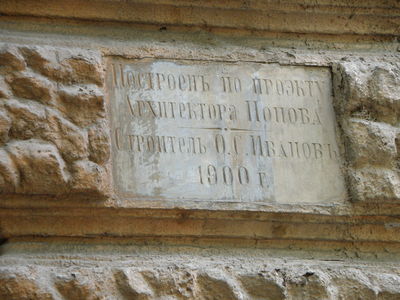 Построенъ по проэкту
Архитектора Попова
Строитель О.С.Ивановъ
1900 г.